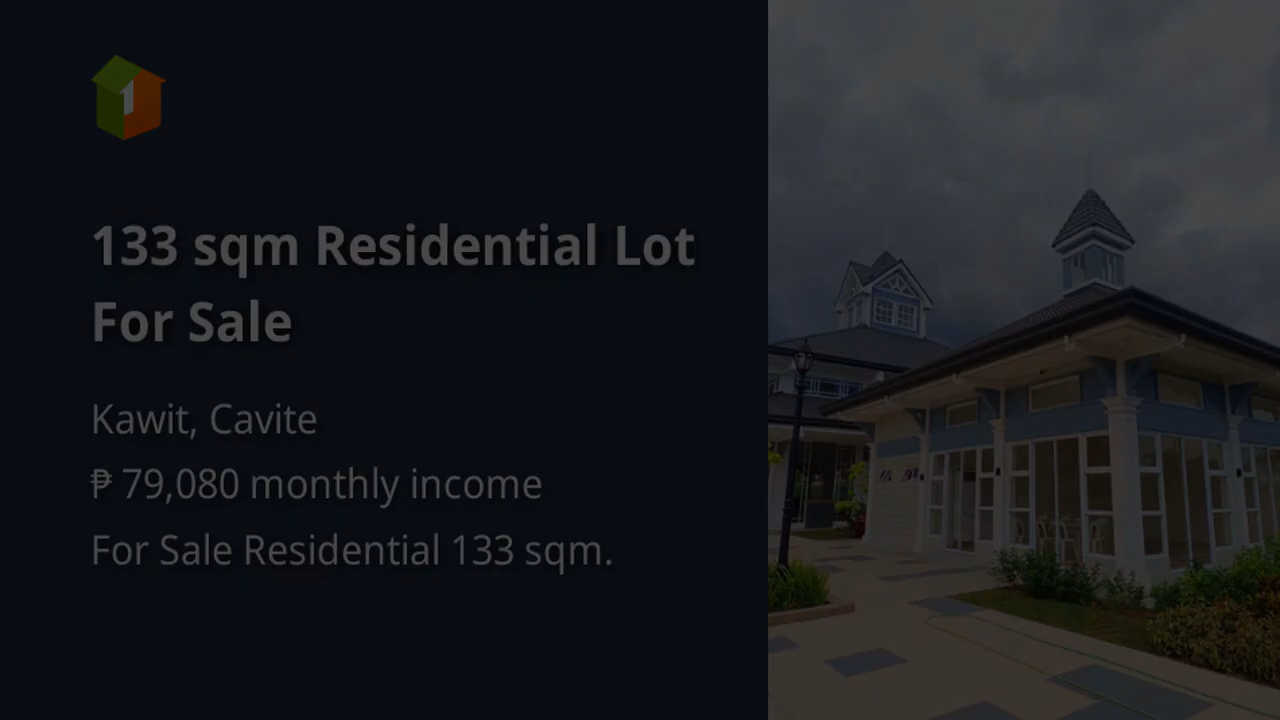 133 sqm Residential Lot
For Sale
Kawit, Cavite
₱ 79,080 monthly income
For Sale Residential 133 sqm.